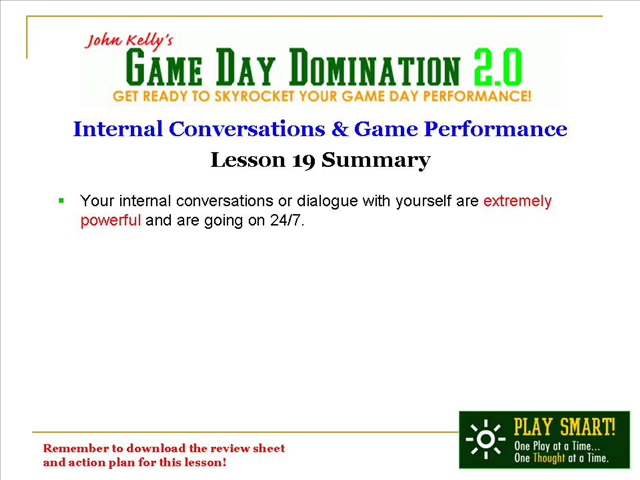 John Kelly's
GAME DAY DOMINATION 2.0
GET READY TO SKYROCKET YOUR GAME DAY PERFORMANCE!
Internal Conversations & Game Performance
Lesson 19 Summary
Your internal conversations or dialogue with yourself are extremely
powerful and are going on 24/7.
Remember to download the review sheet
and action plan for this lesson!
PLAY SMART!
One Play at a Time...
One Thought at a Time.